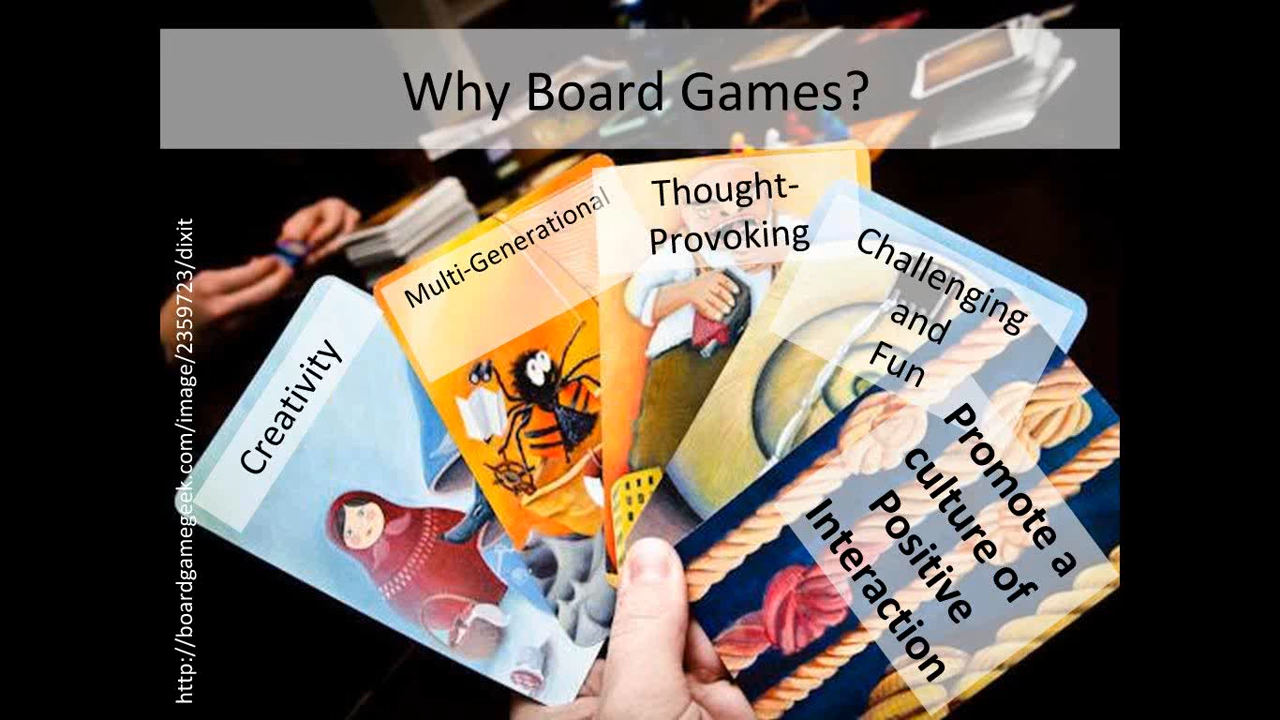 Why Board Games?
Creativity
Multi-Generational
Thought-
Provoking
Challenging
and
Fun
Promote a
culture of
Positive
Interaction
http://boardgamegeek.com/image/2359723/dixit